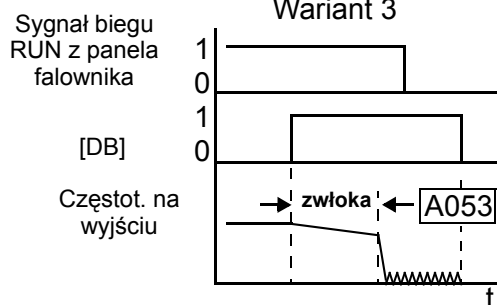 Wariant 3
Sygnał biegu
RUN z panela
falownika
1
0
[DB]
1
0
Częstot. na
wyjściu
zwłoka
A053
t